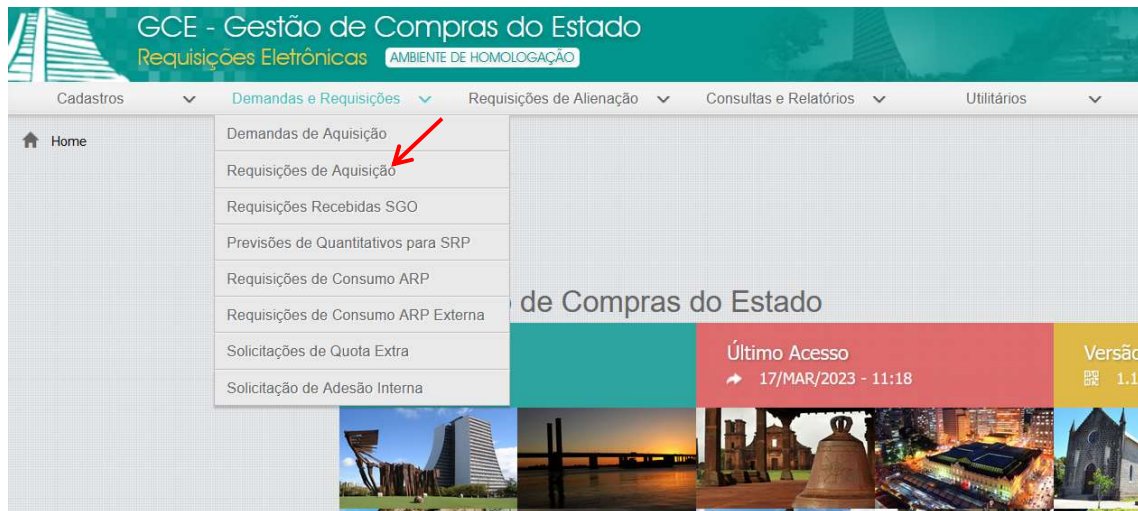 GCE - Gestão de Compras do Estado
Requisições Eletrônicas AMBIENTE DE HOMOLOGAÇÃO
Cadastros Demandas e Requisições Requisições de Alienação Consultas e Relatórios Utilitários
Home
Demandas de Aquisição
Requisições de Aquisição
Requisições Recebidas SGO
Previsões de Quantitativos para SRP
Requisições de Consumo ARP
Requisições de Consumo ARP Externa
Solicitações de Quota Extra
Solicitação de Adesão Interna
de Compras do Estado
Último Acesso
17/MAR/2023 - 11:18
Versão
1.1